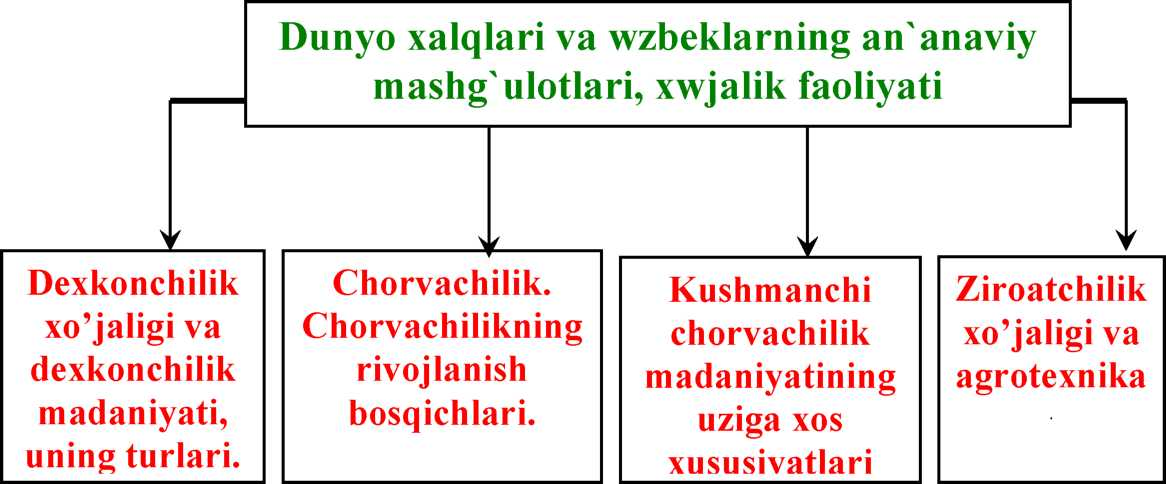 Dunyo xalqlari va wzbeklarning an`anaviy
mashg`ulotlari, xwjalik faoliyati
Dexkonchilik
xo’jaligi va
dexkonchilik
madaniyati,
uning turlari.
Chorvachilik.
Chorvachilikning
rivojlanish
bosqichlari.
Kushmanchi
chorvachilik
madaniyatining
uziga xos
xususivatlari
Ziroatchilik
xo’jaligi va
agrotexnika
.